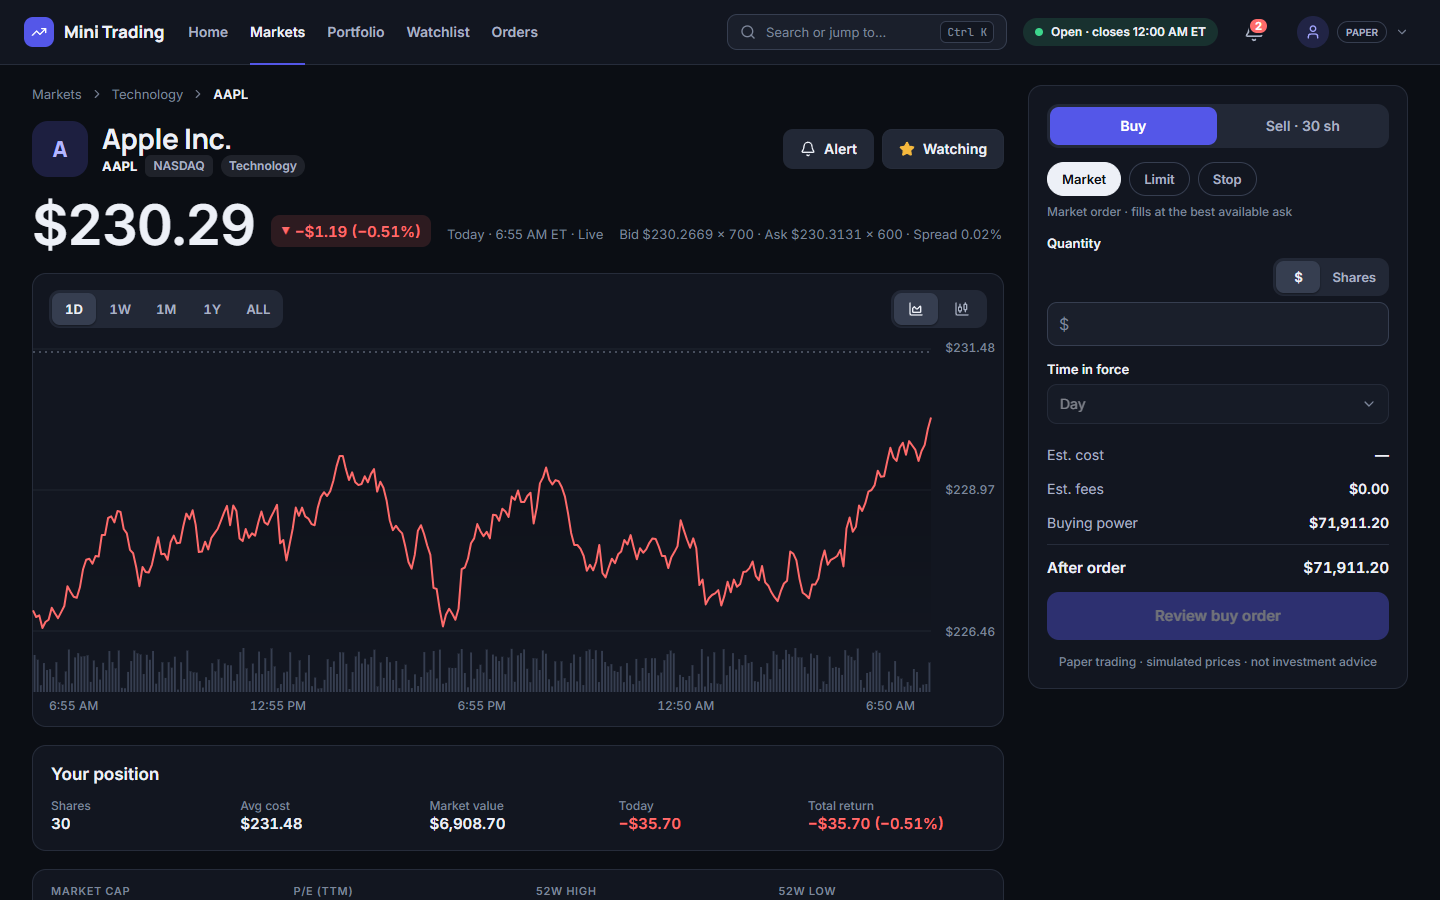 Mini Trading Home Markets Portfolio Watchlist Orders Search or jump to... Ctrl K Open · closes 12:00 AM ET 2 PAPER
Markets > Technology > AAPL
A
Apple Inc.
AAPL NASDAQ Technology
Alert Watching
$230.29 ▼ −$1.19 (−0.51%) Today · 6:55 AM ET · Live Bid $230.2669 × 700 · Ask $230.3131 × 600 · Spread 0.02%
1D 1W 1M 1Y ALL
$231.48
$228.97
$226.46
6:55 AM 12:55 PM 6:55 PM 12:50 AM 6:50 AM
Your position
Shares Avg cost Market value Today Total return
30 $231.48 $6,908.70 −$35.70 −$35.70 (−0.51%)
MARKET CAP P/E (TTM) 52W HIGH 52W LOW
Buy Sell · 30 sh
Market Limit Stop
Market order · fills at the best available ask
Quantity
$ Shares
$
Time in force
Day
Est. cost —
Est. fees $0.00
Buying power $71,911.20
After order $71,911.20
Review buy order
Paper trading · simulated prices · not investment advice